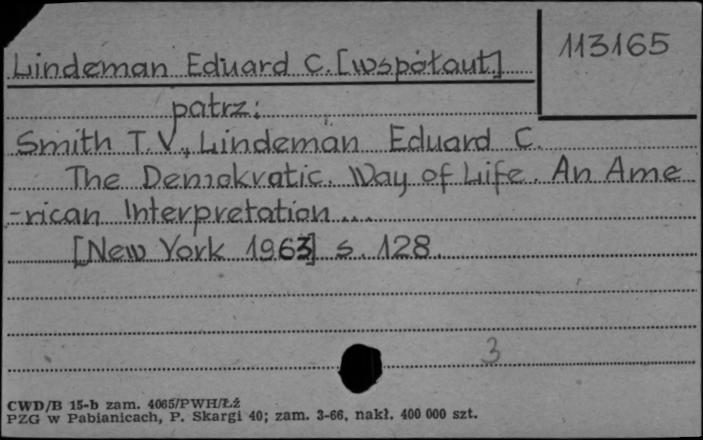 Lindeman Eduard C. [współaut]
113165
patrz:
Smith T. V., Lindeman Eduard C.
The Demokratic. Way of Life. An Ame
-rican Interpretation...
[New York 1963] s. 128.
3
CWD/B 15-b zam. 4065/PWH/Łź
PZG w Pabianicach, P. Skargi 40; zam. 3-66, nakł. 400 000 szt.